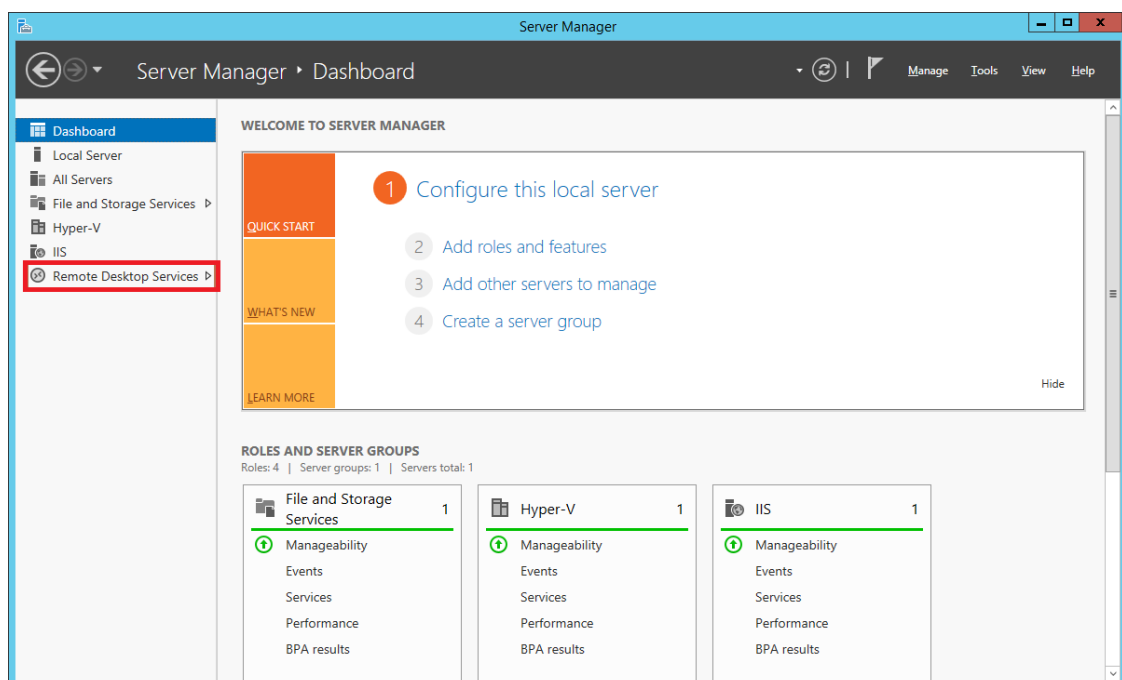 Server Manager
Server Manager • Dashboard
Manage Tools View Help
Dashboard
Local Server
All Servers
File and Storage Services
Hyper-V
IIS
Remote Desktop Services
WELCOME TO SERVER MANAGER
QUICK START
WHAT'S NEW
LEARN MORE
1 Configure this local server
2 Add roles and features
3 Add other servers to manage
4 Create a server group
Hide
ROLES AND SERVER GROUPS
Roles: 4 | Server groups: 1 | Servers total: 1
File and Storage
Services 1
Manageability
Events
Services
Performance
BPA results
Hyper-V 1
Manageability
Events
Services
Performance
BPA results
IIS 1
Manageability
Events
Services
Performance
BPA results